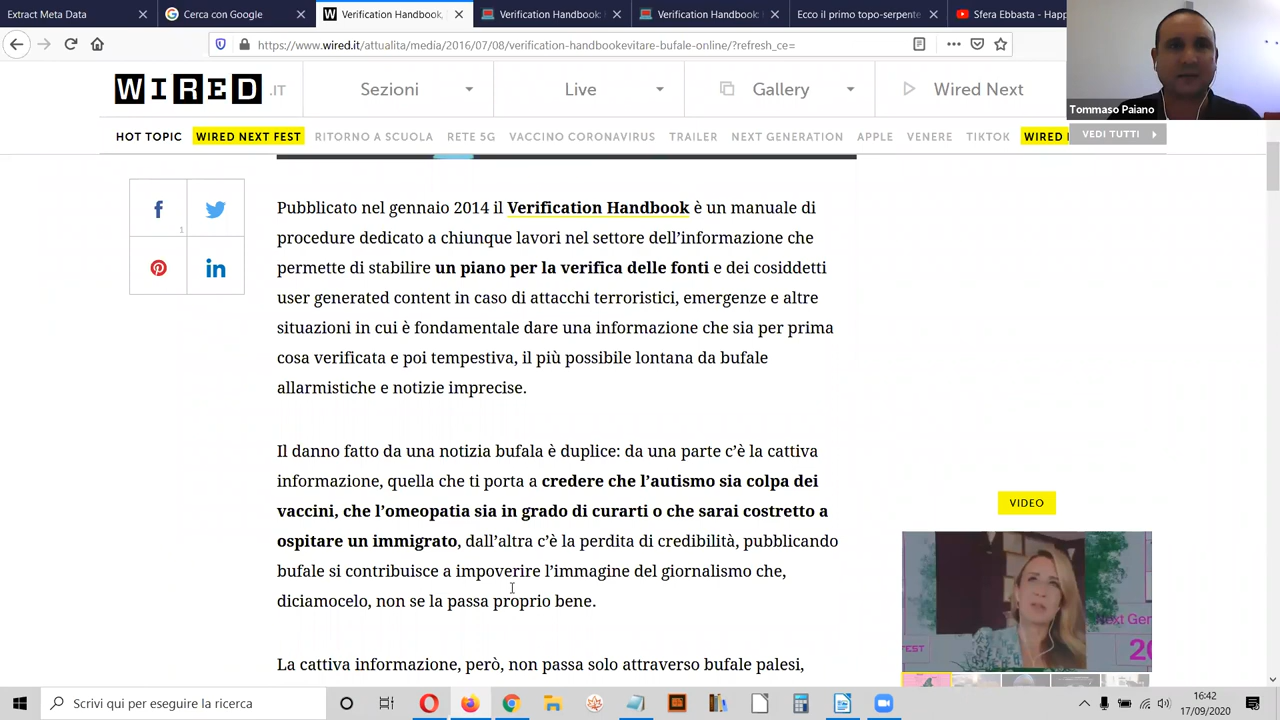 Extract Meta Data
Cerca con Google
Verification Handbook,
Verification Handbook:
Verification Handbook:
Ecco il primo topo-serpente
Sfera Ebbasta - Happ
https://www.wired.it/attualita/media/2016/07/08/verification-handbookevitare-bufale-online/?refresh_ce=
Tommaso Paiano
WIRED.IT
Sezioni
Live
Gallery
Wired Next
HOT TOPIC
WIRED NEXT FEST
RITORNO A SCUOLA
RETE 5G
VACCINO CORONAVIRUS
TRAILER
NEXT GENERATION
APPLE
VENERE
TIKTOK
WIRED
VEDI TUTTI
1
Pubblicato nel gennaio 2014 il Verification Handbook è un manuale di
procedure dedicato a chiunque lavori nel settore dell’informazione che
permette di stabilire un piano per la verifica delle fonti e dei cosiddetti
user generated content in caso di attacchi terroristici, emergenze e altre
situazioni in cui è fondamentale dare una informazione che sia per prima
cosa verificata e poi tempestiva, il più possibile lontana da bufale
allarmistiche e notizie imprecise.
Il danno fatto da una notizia bufala è duplice: da una parte c’è la cattiva
informazione, quella che ti porta a credere che l’autismo sia colpa dei
vaccini, che l’omeopatia sia in grado di curarti o che sarai costretto a
ospitare un immigrato, dall’altra c’è la perdita di credibilità, pubblicando
bufale si contribuisce a impoverire l’immagine del giornalismo che,
diciamocelo, non se la passa proprio bene.
La cattiva informazione, però, non passa solo attraverso bufale palesi,
VIDEO
Next Gen
FEST
20
Scrivi qui per eseguire la ricerca
16:42
17/09/2020